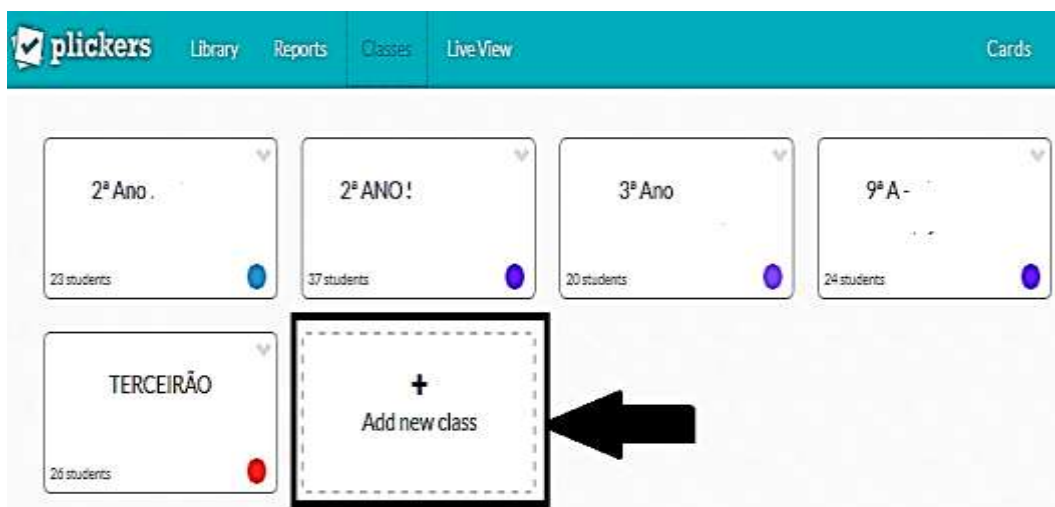 plickers Library Reports Classes Live View Cards
2ª Ano .
23 students
2ª ANO !
37 students
3ª Ano
20 students
9ª A -
24 students
TERCEIRÃO
26 students
+
Add new class